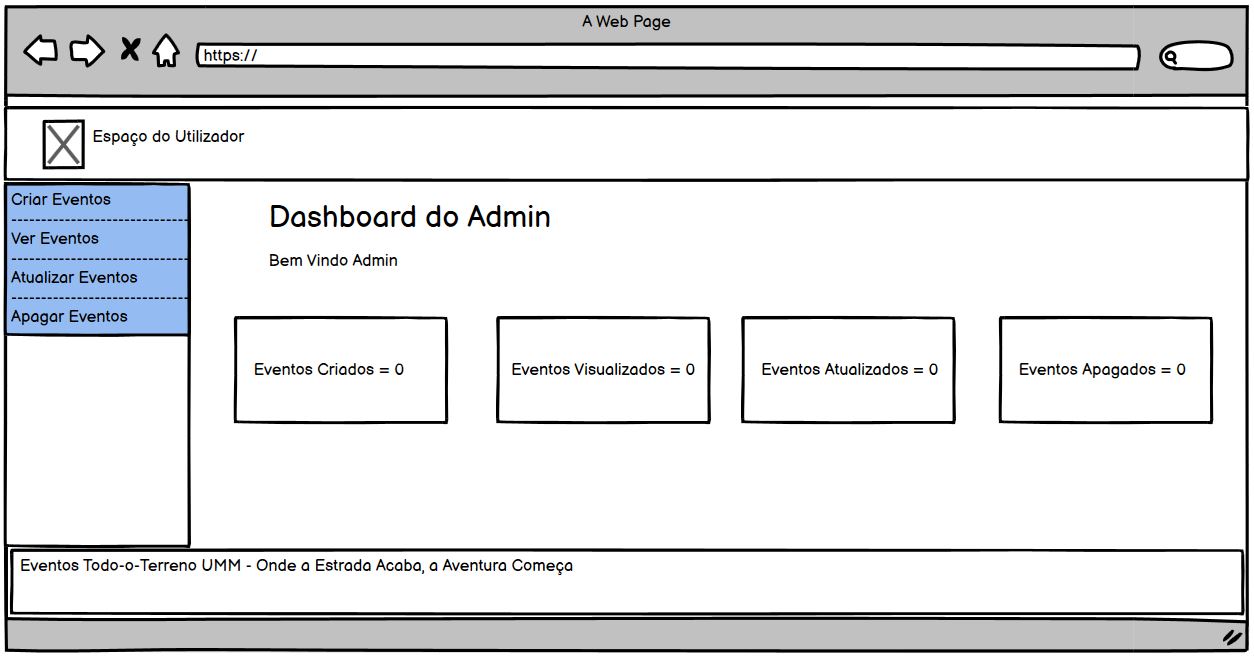 A Web Page
https://
Espaço do Utilizador
Criar Eventos
Ver Eventos
Atualizar Eventos
Apagar Eventos
Dashboard do Admin
Bem Vindo Admin
Eventos Criados = 0
Eventos Visualizados = 0
Eventos Atualizados = 0
Eventos Apagados = 0
Eventos Todo-o-Terreno UMM - Onde a Estrada Acaba, a Aventura Começa